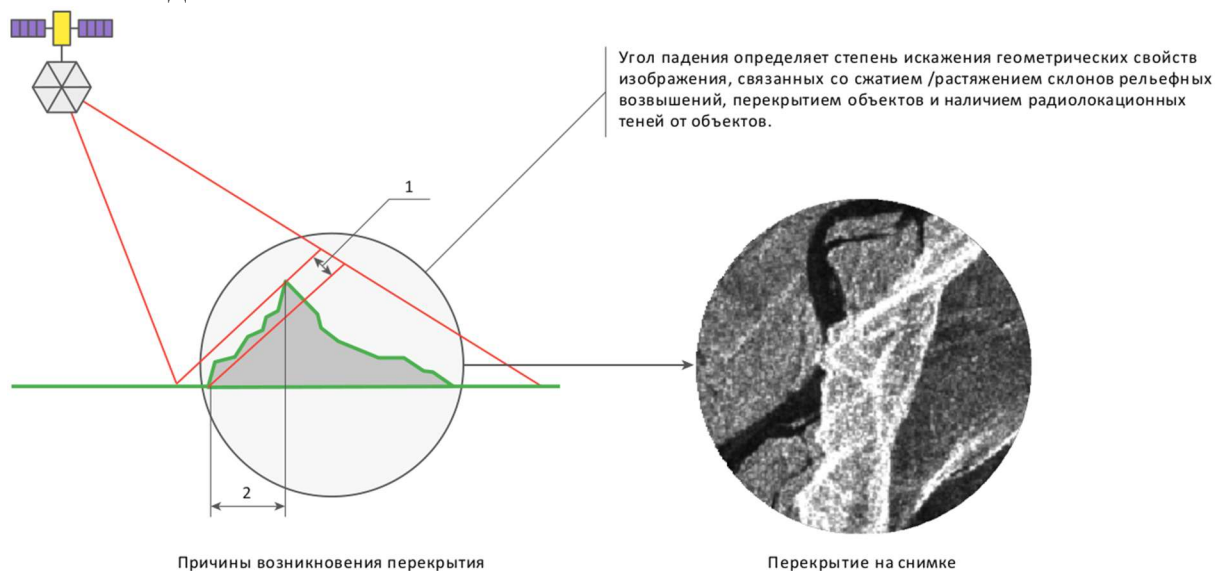 Угол падения определяет степень искажения геометрических свойств
изображения, связанных со сжатием /растяжением склонов рельефных
возвышений, перекрытием объектов и наличием радиолокационных
теней от объектов.
1
2
Причины возникновения перекрытия
Перекрытие на снимке